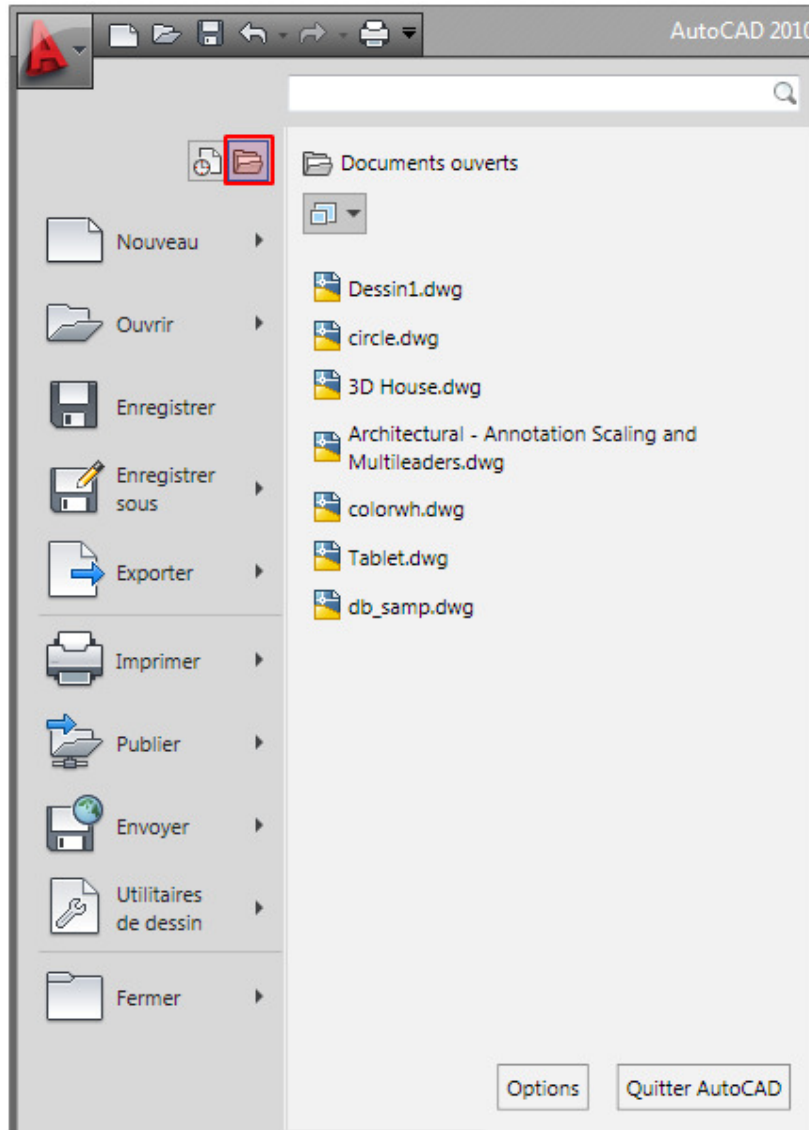 AutoCAD 2010
Documents ouverts
Nouveau
Ouvrir
Enregistrer
Enregistrer
sous
Exporter
Imprimer
Publier
Envoyer
Utilitaires
de dessin
Fermer
Dessin1.dwg
circle.dwg
3D House.dwg
Architectural - Annotation Scaling and
Multileaders.dwg
colorwh.dwg
Tablet.dwg
db_samp.dwg
Options
Quitter AutoCAD